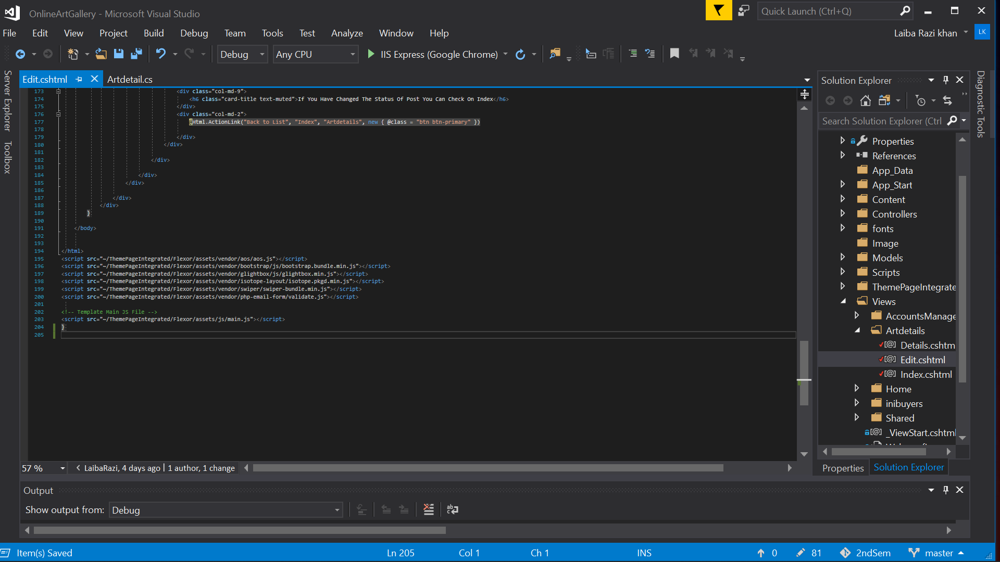 OnlineArtGallery - Microsoft Visual Studio
Quick Launch (Ctrl+Q)
File Edit View Project Build Debug Team Tools Test Analyze Window Help
Laiba Razi khan LK
Debug Any CPU IIS Express (Google Chrome)
Server Explorer
Toolbox
Edit.cshtml Artdetail.cs
173 <div class="col-md-9">
174 <h6 class="card-title text-muted">If You Have Changed The Status Of Post You Can Check On Index</h6>
175 </div>
176 <div class="col-md-2">
177 @Html.ActionLink("Back to List", "Index", "Artdetails", new { @class = "btn btn-primary" })
178
179 </div>
180 </div>
181
182 </div>
183
184 </div>
185 </div>
186
187 </div>
188 </div>
189 }
190
191 </body>
192
193
194 </html>
195 <script src="~/ThemePageIntegrated/Flexor/assets/vendor/aos/aos.js"></script>
196 <script src="~/ThemePageIntegrated/Flexor/assets/vendor/bootstrap/js/bootstrap.bundle.min.js"></script>
197 <script src="~/ThemePageIntegrated/Flexor/assets/vendor/glightbox/js/glightbox.min.js"></script>
198 <script src="~/ThemePageIntegrated/Flexor/assets/vendor/isotope-layout/isotope.pkgd.min.js"></script>
199 <script src="~/ThemePageIntegrated/Flexor/assets/vendor/swiper/swiper-bundle.min.js"></script>
200 <script src="~/ThemePageIntegrated/Flexor/assets/vendor/php-email-form/validate.js"></script>
201
202 <!-- Template Main JS File -->
203 <script src="~/ThemePageIntegrated/Flexor/assets/js/main.js"></script>
204 }
205
57 % LaibaRazi, 4 days ago | 1 author, 1 change
Solution Explorer
Search Solution Explorer (Ctrl
Properties
References
App_Data
App_Start
Content
Controllers
fonts
Image
Models
Scripts
ThemePageIntegrate
Views
AccountsManage
Artdetails
Details.cshtm
Edit.cshtml
Index.cshtml
Home
inibuyers
Shared
_ViewStart.cshtml
Properties Solution Explorer
Diagnostic Tools
Output
Show output from: Debug
Item(s) Saved Ln 205 Col 1 Ch 1 INS 0 81 2ndSem master